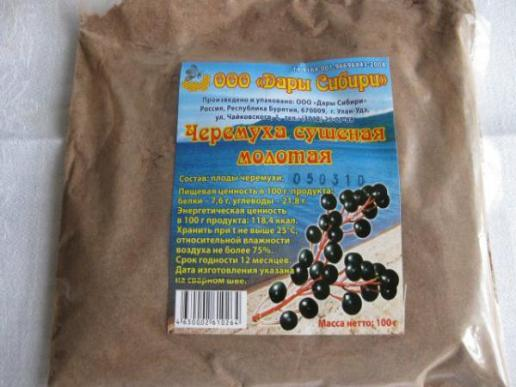 ООО «Дары Сибири»
Произведено и упаковано: ООО «Дары Сибири»
Россия, Республика Бурятия, 670009, г. Улан-Удэ,
ул. Чайковского
Черемуха сушеная
молотая
Состав: плоды черемухи.
050310
Пищевая ценность в 100 г. продукта:
белки - 7,6 г, углеводы - 21,8 г.
Энергетическая ценность
в 100 г продукта: 118,4 ккал.
Хранить при t не выше 25°С,
относительной влажности
воздуха не более 75%.
Срок годности 12 месяцев.
Дата изготовления указана
на сварном шве.
4630002610264
Масса нетто: 100 г